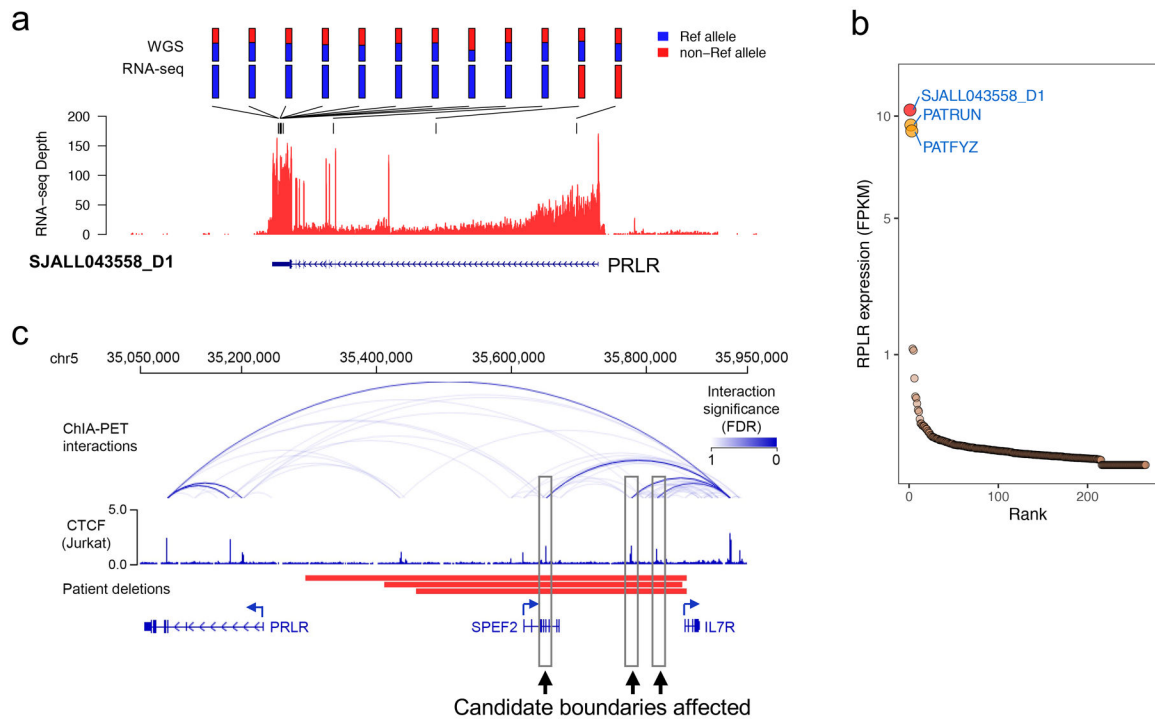 a
WGS
RNA-seq
Ref allele
non-Ref allele
200
150
100
50
0
RNA-seq Depth
SJALL043558_D1
PRLR
b
SJALL043558_D1
PATRUN
PATFYZ
10
5
1
RPLR expression (FPKM)
0 100 200
Rank
c
chr5 35,050,000 35,200,000 35,400,000 35,600,000 35,800,000 35,950,000
Interaction
significance
(FDR)
1 0
ChIA-PET
interactions
5.0
CTCF
(Jurkat)
0.0
Patient deletions
PRLR SPEF2 IL7R
Candidate boundaries affected